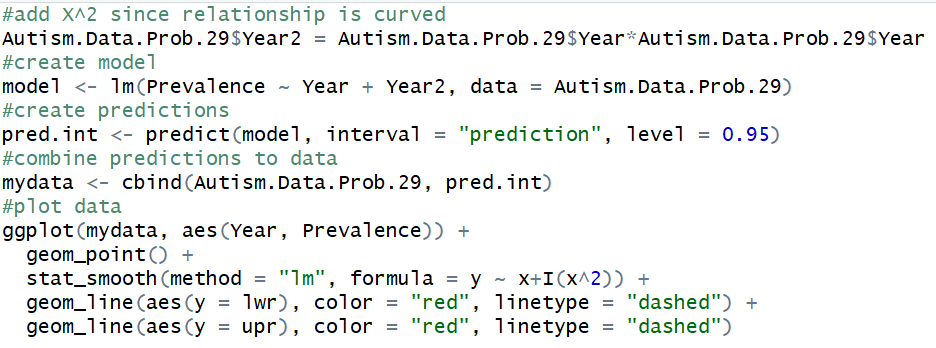 #add X^2 since relationship is curved
Autism.Data.Prob.29$Year2 = Autism.Data.Prob.29$Year*Autism.Data.Prob.29$Year
#create model
model <- lm(Prevalence ~ Year + Year2, data = Autism.Data.Prob.29)
#create predictions
pred.int <- predict(model, interval = "prediction", level = 0.95)
#combine predictions to data
mydata <- cbind(Autism.Data.Prob.29, pred.int)
#plot data
ggplot(mydata, aes(Year, Prevalence)) +
  geom_point() +
  stat_smooth(method = "lm", formula = y ~ x+I(x^2)) +
  geom_line(aes(y = lwr), color = "red", linetype = "dashed") +
  geom_line(aes(y = upr), color = "red", linetype = "dashed")